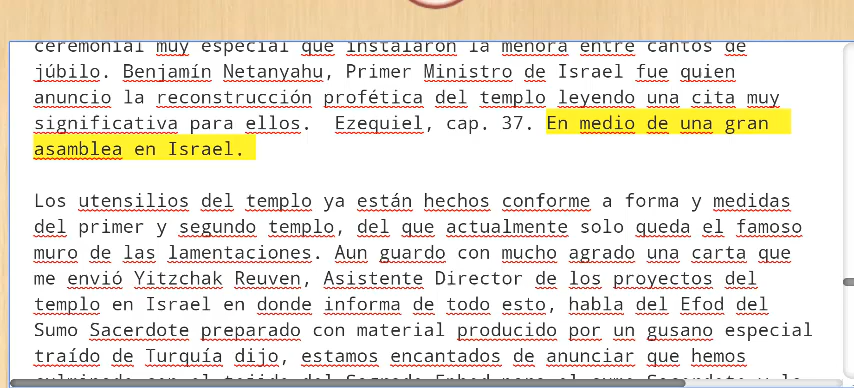 ceremonial muy especial que instalaron la menora entre cantos de
júbilo. Benjamín Netanyahu, Primer Ministro de Israel fue quien
anuncio la reconstrucción profética del templo leyendo una cita muy
significativa para ellos.  Ezequiel, cap. 37. En medio de una gran
asamblea en Israel.
Los utensilios del templo ya están hechos conforme a forma y medidas
del primer y segundo templo, del que actualmente solo queda el famoso
muro de las lamentaciones. Aun guardo con mucho agrado una carta que
me envió Yitzchak Reuven, Asistente Director de los proyectos del
templo en Israel en donde informa de todo esto, habla del Efod del
Sumo Sacerdote preparado con material producido por un gusano especial
traído de Turquía dijo, estamos encantados de anunciar que hemos